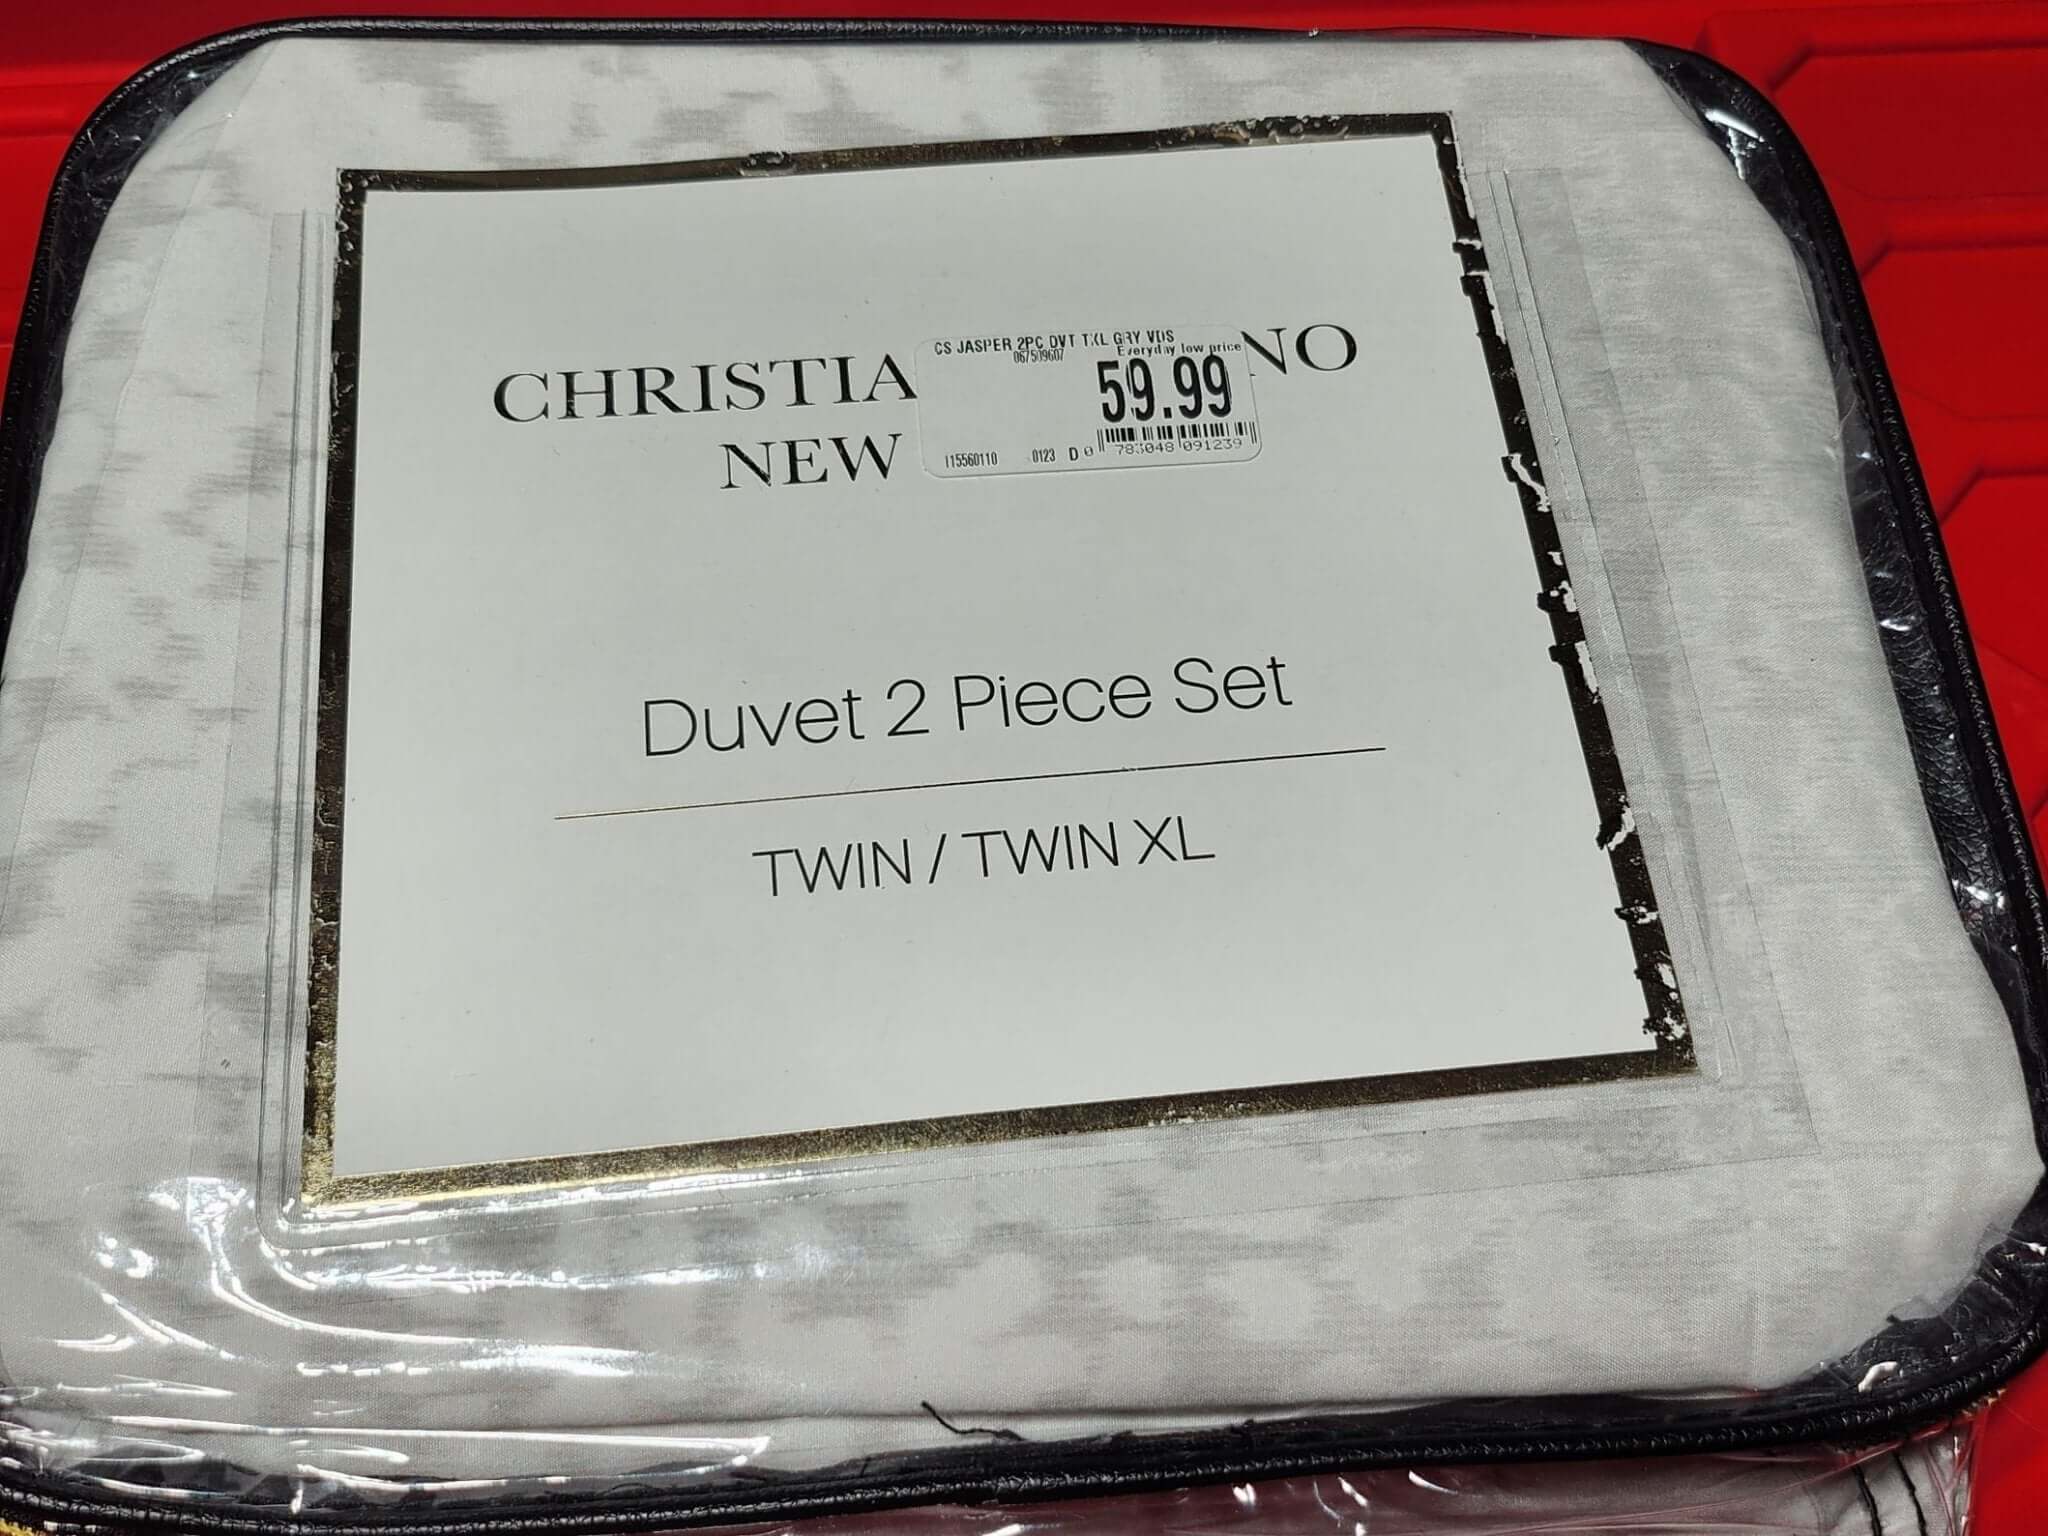 CHRISTIA NO
NEW
CS JASPER 2PC DVT TXL GRY VDS
067509607 Everyday low price
59.99
115560110 0123 D 0 783048 091239
Duvet 2 Piece Set
TWIN / TWIN XL